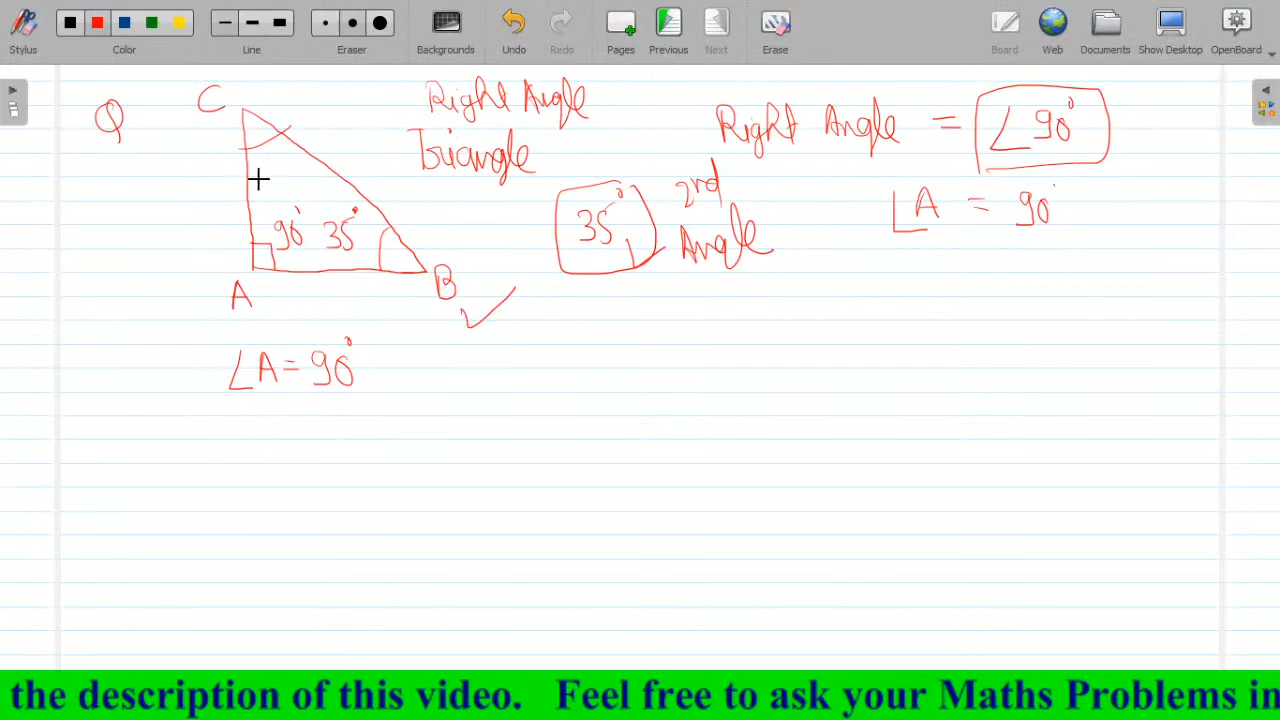 Stylus
Color
Line
Eraser
Backgrounds
Undo
Redo
Pages
Previous
Next
Erase
Board
Web
Documents
Show Desktop
OpenBoard
Q
C
90° 35°
A
B
∠A = 90°
Right Angle
Triangle
35°
2nd
Angle
Right Angle = ∠90°
∠A = 90°
the description of this video. Feel free to ask your Maths Problems in